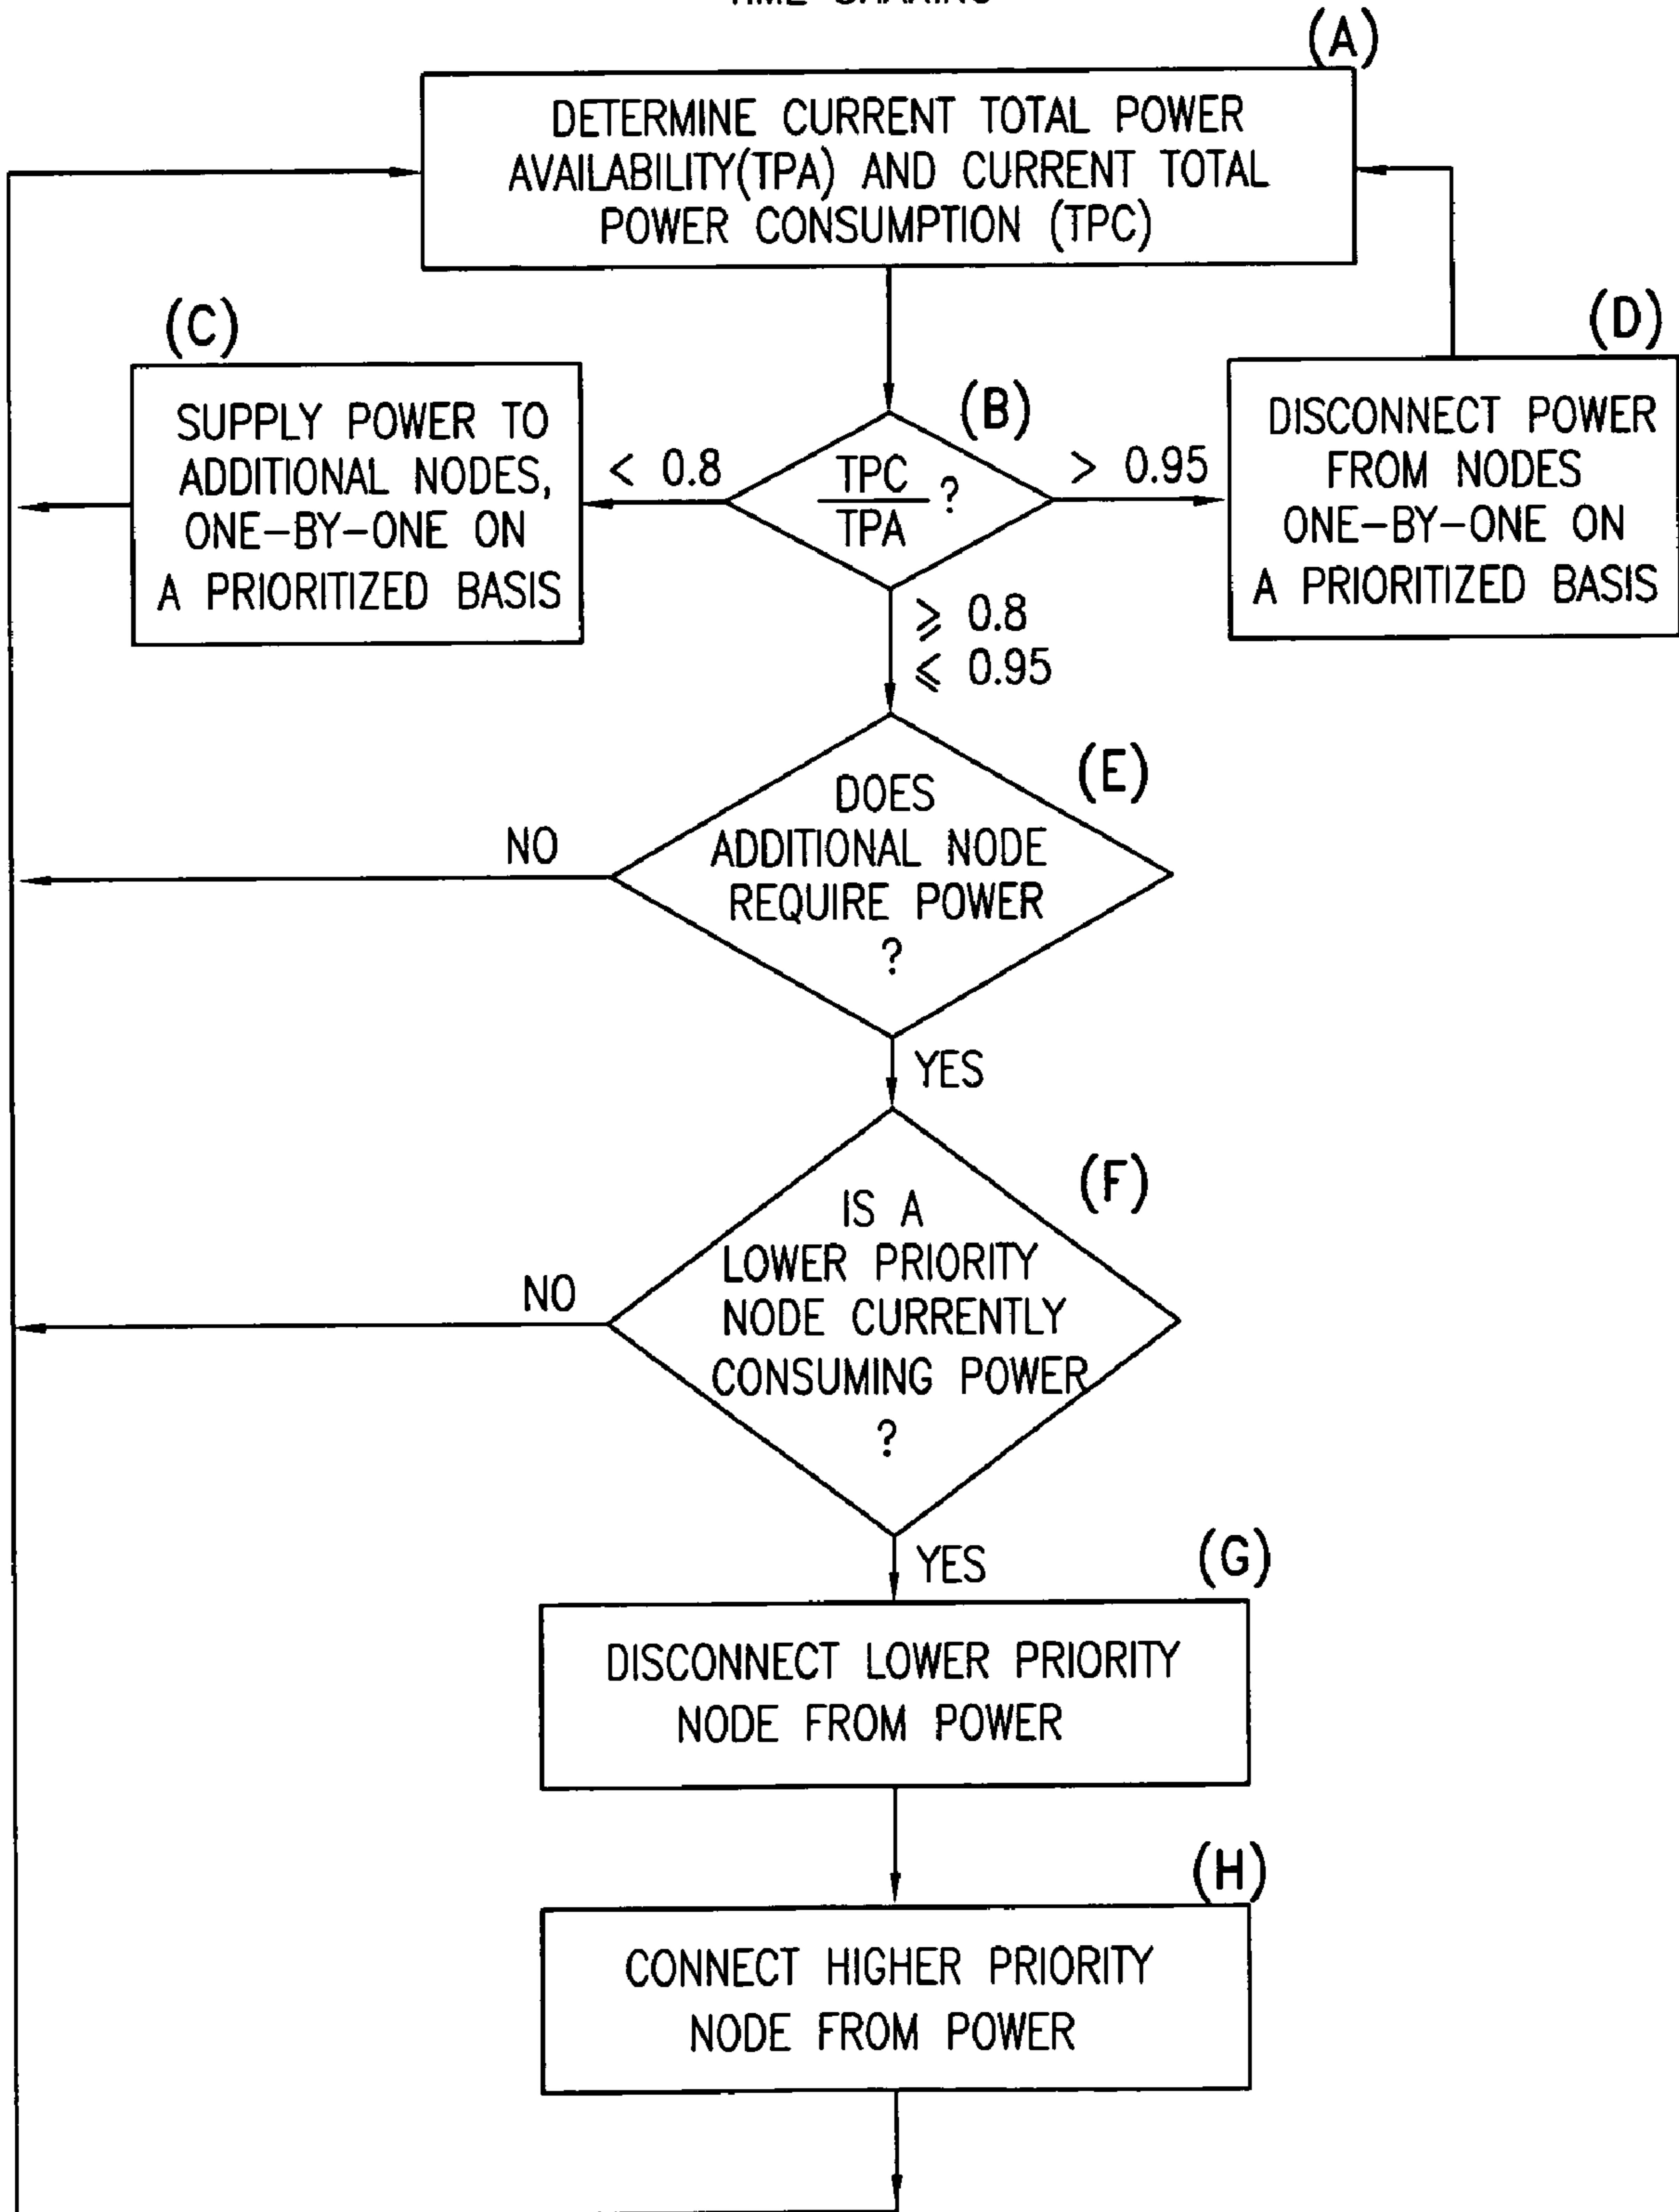 (A)
DETERMINE CURRENT TOTAL POWER
AVAILABILITY(TPA) AND CURRENT TOTAL
POWER CONSUMPTION (TPC)
(C)
SUPPLY POWER TO
ADDITIONAL NODES,
ONE-BY-ONE ON
A PRIORITIZED BASIS
< 0.8
(B)
TPC
TPA
?
> 0.95
(D)
DISCONNECT POWER
FROM NODES
ONE-BY-ONE ON
A PRIORITIZED BASIS
⩾ 0.8
⩽ 0.95
(E)
DOES
ADDITIONAL NODE
REQUIRE POWER
?
NO
YES
(F)
IS A
LOWER PRIORITY
NODE CURRENTLY
CONSUMING POWER
?
NO
YES
(G)
DISCONNECT LOWER PRIORITY
NODE FROM POWER
(H)
CONNECT HIGHER PRIORITY
NODE FROM POWER